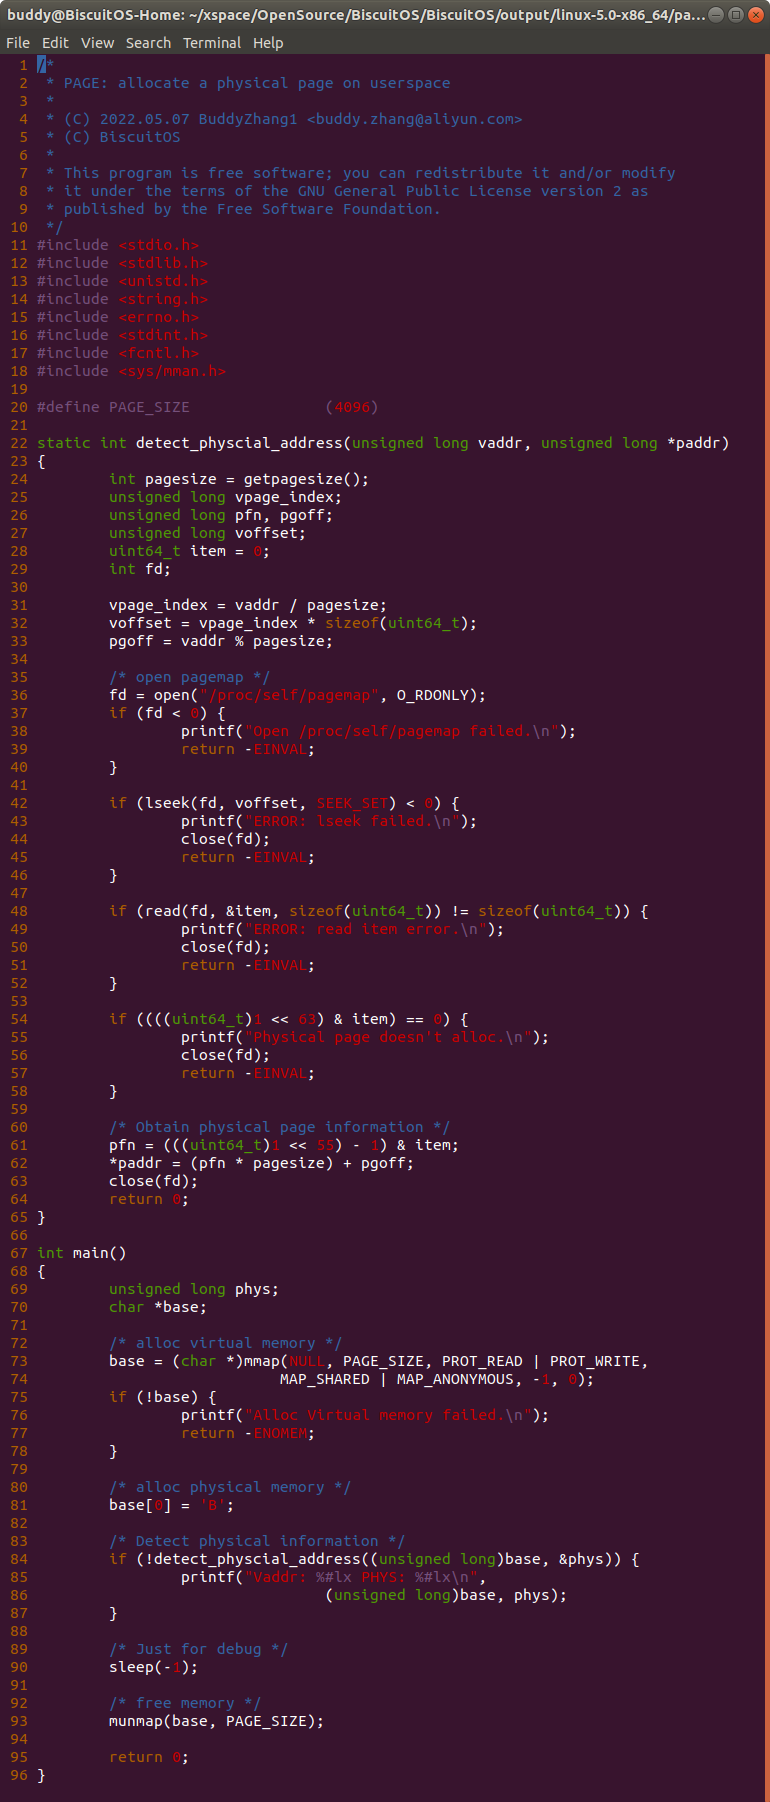 buddy@BiscuitOS-Home: ~/xspace/OpenSource/BiscuitOS/BiscuitOS/output/linux-5.0-x86_64/pa...
File Edit View Search Terminal Help
1 /*
2  * PAGE: allocate a physical page on userspace
3  *
4  * (C) 2022.05.07 BuddyZhang1 <buddy.zhang@aliyun.com>
5  * (C) BiscuitOS
6  *
7  * This program is free software; you can redistribute it and/or modify
8  * it under the terms of the GNU General Public License version 2 as
9  * published by the Free Software Foundation.
10  */
11 #include <stdio.h>
12 #include <stdlib.h>
13 #include <unistd.h>
14 #include <string.h>
15 #include <errno.h>
16 #include <stdint.h>
17 #include <fcntl.h>
18 #include <sys/mman.h>
19
20 #define PAGE_SIZE               (4096)
21
22 static int detect_physcial_address(unsigned long vaddr, unsigned long *paddr)
23 {
24         int pagesize = getpagesize();
25         unsigned long vpage_index;
26         unsigned long pfn, pgoff;
27         unsigned long voffset;
28         uint64_t item = 0;
29         int fd;
30
31         vpage_index = vaddr / pagesize;
32         voffset = vpage_index * sizeof(uint64_t);
33         pgoff = vaddr % pagesize;
34
35         /* open pagemap */
36         fd = open("/proc/self/pagemap", O_RDONLY);
37         if (fd < 0) {
38                 printf("Open /proc/self/pagemap failed.\n");
39                 return -EINVAL;
40         }
41
42         if (lseek(fd, voffset, SEEK_SET) < 0) {
43                 printf("ERROR: lseek failed.\n");
44                 close(fd);
45                 return -EINVAL;
46         }
47
48         if (read(fd, &item, sizeof(uint64_t)) != sizeof(uint64_t)) {
49                 printf("ERROR: read item error.\n");
50                 close(fd);
51                 return -EINVAL;
52         }
53
54         if ((((uint64_t)1 << 63) & item) == 0) {
55                 printf("Physical page doesn't alloc.\n");
56                 close(fd);
57                 return -EINVAL;
58         }
59
60         /* Obtain physical page information */
61         pfn = (((uint64_t)1 << 55) - 1) & item;
62         *paddr = (pfn * pagesize) + pgoff;
63         close(fd);
64         return 0;
65 }
66
67 int main()
68 {
69         unsigned long phys;
70         char *base;
71
72         /* alloc virtual memory */
73         base = (char *)mmap(NULL, PAGE_SIZE, PROT_READ | PROT_WRITE,
74                            MAP_SHARED | MAP_ANONYMOUS, -1, 0);
75         if (!base) {
76                 printf("Alloc Virtual memory failed.\n");
77                 return -ENOMEM;
78         }
79
80         /* alloc physical memory */
81         base[0] = 'B';
82
83         /* Detect physical information */
84         if (!detect_physcial_address((unsigned long)base, &phys)) {
85                 printf("Vaddr: %#lx PHYS: %#lx\n",
86                                 (unsigned long)base, phys);
87         }
88
89         /* Just for debug */
90         sleep(-1);
91
92         /* free memory */
93         munmap(base, PAGE_SIZE);
94
95         return 0;
96 }